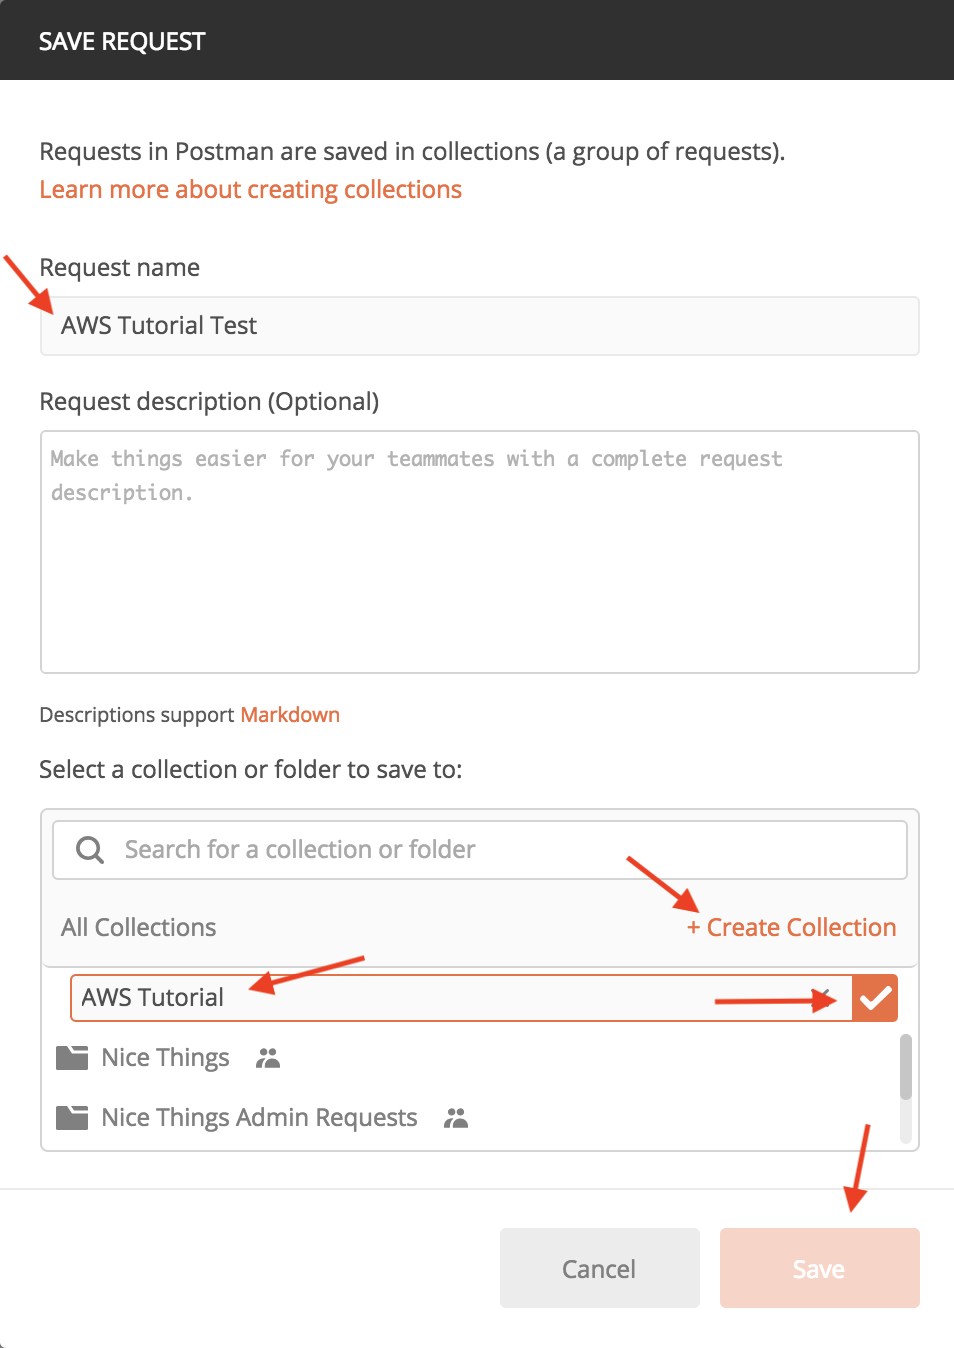 SAVE REQUEST
Requests in Postman are saved in collections (a group of requests).
Learn more about creating collections
Request name
AWS Tutorial Test
Request description (Optional)
Make things easier for your teammates with a complete request
description.
Descriptions support Markdown
Select a collection or folder to save to:
Search for a collection or folder
All Collections + Create Collection
AWS Tutorial
Nice Things
Nice Things Admin Requests
Cancel Save